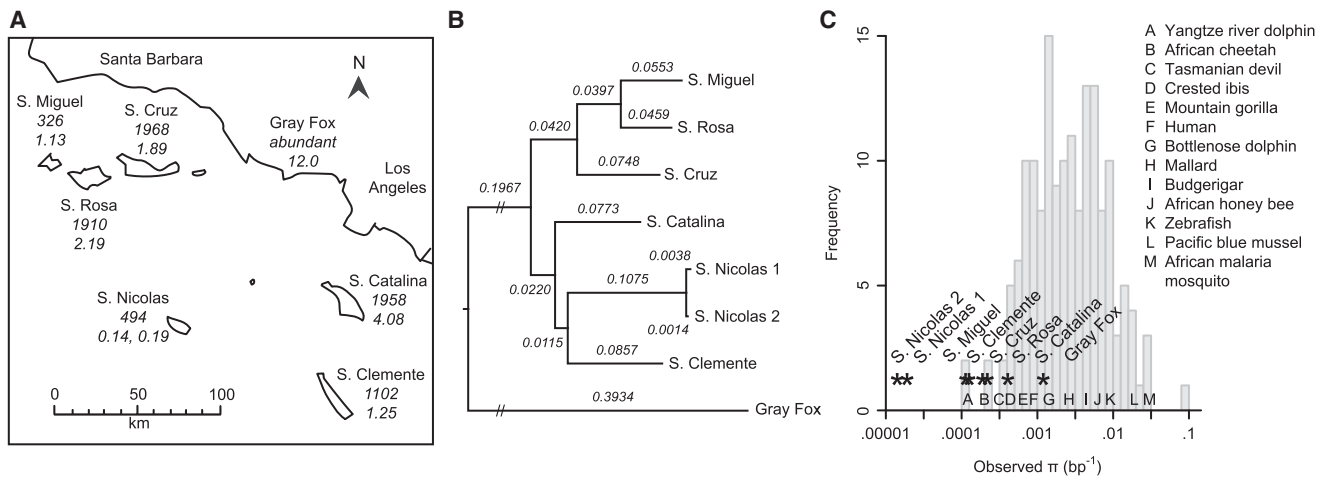 A
Santa Barbara
N
S. Miguel
326
1.13
S. Cruz
1968
1.89
Gray Fox
abundant
12.0
Los
Angeles
S. Rosa
1910
2.19
S. Nicolas
494
0.14, 0.19
S. Catalina
1958
4.08
S. Clemente
1102
1.25
0 50 100
km
B
0.0553
S. Miguel
0.0397
0.0459
S. Rosa
0.0420
0.0748
S. Cruz
0.1967
0.0773
S. Catalina
0.0038
S. Nicolas 1
0.1075
0.0220
S. Nicolas 2
0.0014
0.0115
0.0857
S. Clemente
0.3934
Gray Fox
C
Frequency
15
10
5
0
S. Nicolas 2
S. Nicolas 1
S. Miguel
S. Clemente
S. Cruz
S. Rosa
S. Catalina
Gray Fox
** ** ** * *
A B C D E F G H I J K L M
.00001 .0001 .001 .01 .1
Observed π (bp-1)
A Yangtze river dolphin
B African cheetah
C Tasmanian devil
D Crested ibis
E Mountain gorilla
F Human
G Bottlenose dolphin
H Mallard
I Budgerigar
J African honey bee
K Zebrafish
L Pacific blue mussel
M African malaria
mosquito